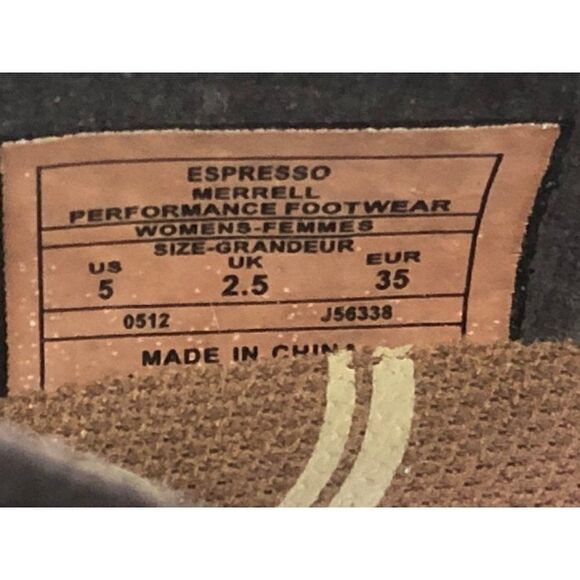 ESPRESSO
MERRELL
PERFORMANCE FOOTWEAR
WOMENS-FEMMES
SIZE-GRANDEUR
US UK EUR
5 2.5 35
0512 J56338
MADE IN CHINA